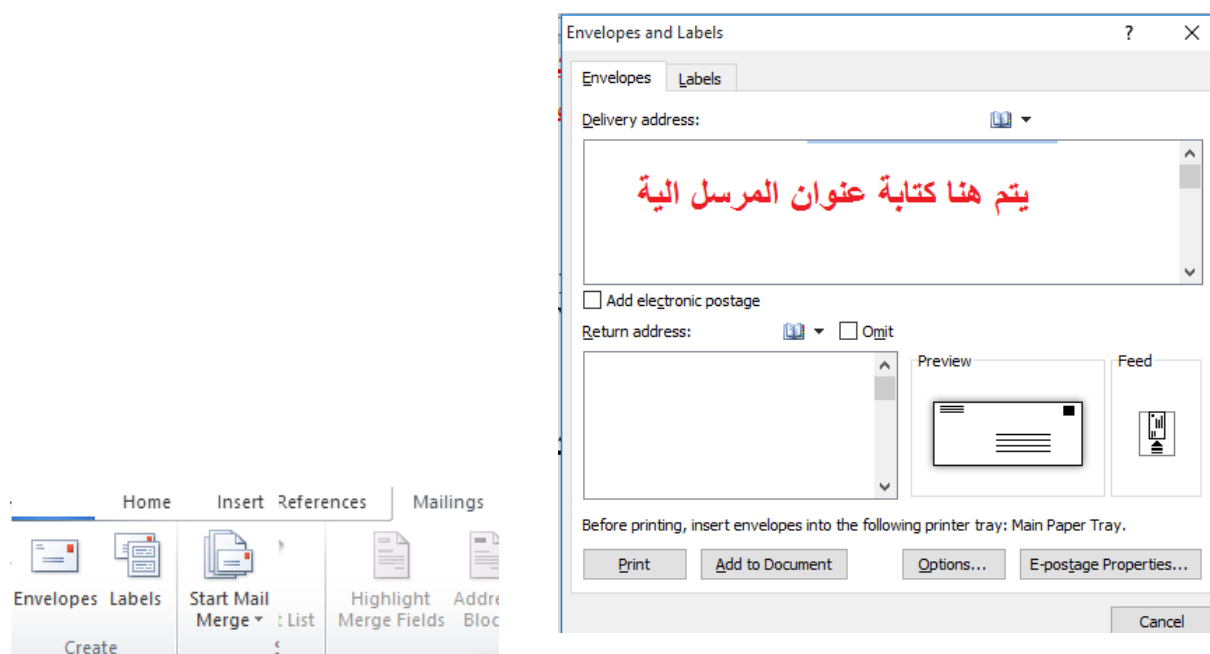 Envelopes and Labels
Envelopes Labels
Delivery address:
يتم هنا كتابة عنوان المرسل الية
Add electronic postage
Return address: Omit
Preview Feed
Before printing, insert envelopes into the following printer tray: Main Paper Tray.
Print Add to Document Options... E-postage Properties...
Cancel
Home Insert References Mailings
Envelopes Labels Start Mail Highlight Addre
Merge t List Merge Fields Bloc
Create